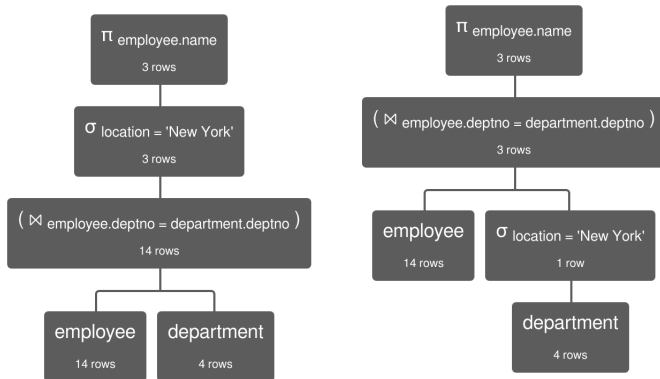 π employee.name
3 rows
σ location = 'New York'
3 rows
( ⋈ employee.deptno = department.deptno )
14 rows
employee
14 rows
department
4 rows
π employee.name
3 rows
( ⋈ employee.deptno = department.deptno )
3 rows
employee
14 rows
σ location = 'New York'
1 row
department
4 rows